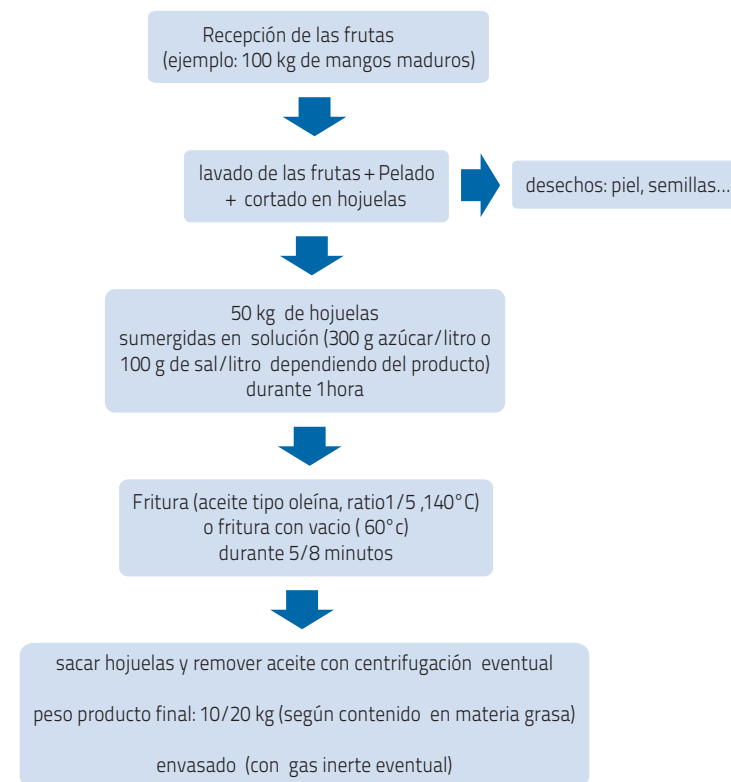 Recepción de las frutas
(ejemplo: 100 kg de mangos maduros)
lavado de las frutas + Pelado
+ cortado en hojuelas
desechos: piel, semillas...
50 kg de hojuelas
sumergidas en solución (300 g azúcar/litro o
100 g de sal/litro dependiendo del producto)
durante 1hora
Fritura (aceite tipo oleína, ratio1/5 ,140°C)
o fritura con vacio ( 60°c)
durante 5/8 minutos
sacar hojuelas y remover aceite con centrifugación eventual
peso producto final: 10/20 kg (según contenido en materia grasa)
envasado (con gas inerte eventual)